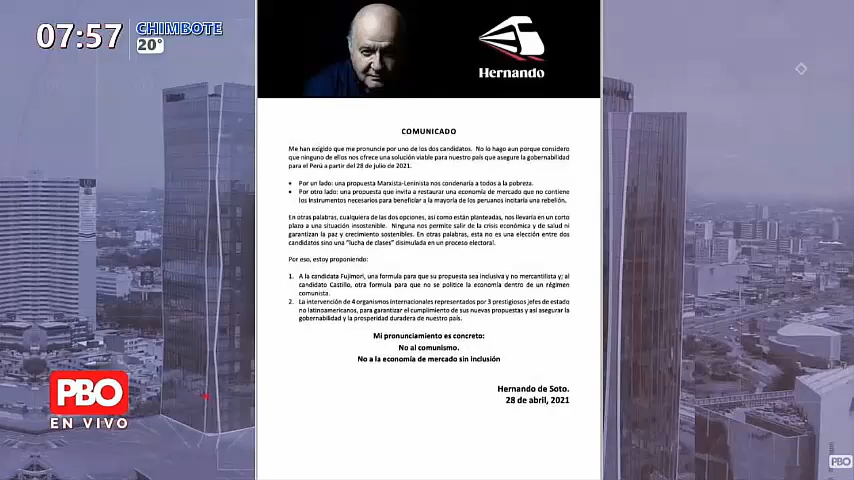 07:57
CHIMBOTE
20°
Hernando
COMUNICADO
Me han exigido que me pronuncie por uno de los dos candidatos. No lo hago aun porque considero
que ninguno de ellos nos ofrece una solución viable para nuestro país que asegure la gobernabilidad
para el Perú a partir del 28 de julio de 2021.
• Por un lado: una propuesta Marxista-Leninista nos condenaría a todos a la pobreza.
• Por otro lado: una propuesta que invita a restaurar una economía de mercado que no contiene
los Instrumentos necesarios para beneficiar a la mayoría de los peruanos incitaría una rebelión.
En otras palabras, cualquiera de las dos opciones, así como están planteadas, nos llevaría en un corto
plazo a una situación insostenible. Ninguna nos permite salir de la crisis económica y de salud ni
garantizan la paz y crecimiento sostenibles. En otras palabras, esta no es una elección entre dos
candidatos sino una "lucha de clases" disimulada en un proceso electoral.
Por eso, estoy proponiendo:
1. A la candidata Fujimori, una formula para que su propuesta sea inclusiva y no mercantilista y; al
candidato Castillo, otra formula para que no se politice la economía dentro de un régimen
comunista.
2. La intervención de 4 organismos internacionales representados por 3 prestigiosos jefes de estado
no latinoamericanos, para garantizar el cumplimiento de sus nuevas propuestas y así asegurar la
gobernabilidad y la prosperidad duradera de nuestro país.
Mi pronunciamiento es concreto:
No al comunismo.
No a la economía de mercado sin inclusión
Hernando de Soto.
28 de abril, 2021
PBO
EN VIVO
PBO